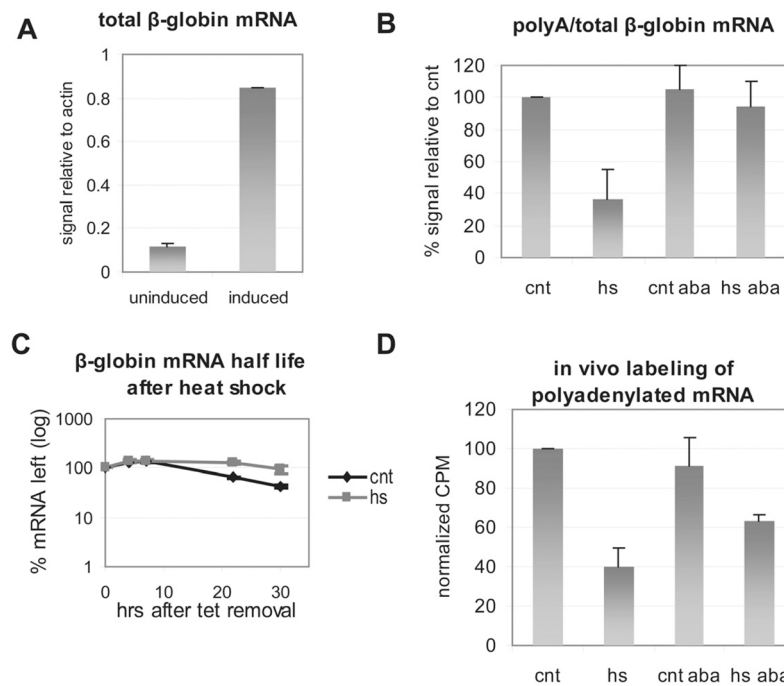 A
total β-globin mRNA
signal relative to actin
1
0.8
0.6
0.4
0.2
0
uninduced
induced
B
polyA/total β-globin mRNA
% signal relative to cnt
120
100
80
60
40
20
0
cnt
hs
cnt aba
hs aba
C
β-globin mRNA half life
after heat shock
% mRNA left (log)
1000
100
10
1
0
10
20
30
hrs after tet removal
cnt
hs
D
in vivo labeling of
polyadenylated mRNA
normalized CPM
120
100
80
60
40
20
0
cnt
hs
cnt aba
hs aba